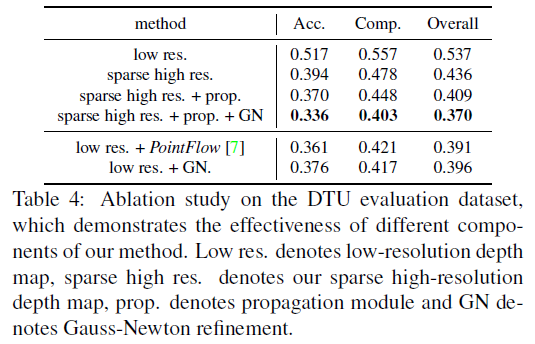 method Acc. Comp. Overall
low res. 0.517 0.557 0.537
sparse high res. 0.394 0.478 0.436
sparse high res. + prop. 0.370 0.448 0.409
sparse high res. + prop. + GN 0.336 0.403 0.370
low res. + PointFlow [7] 0.361 0.421 0.391
low res. + GN. 0.376 0.417 0.396
Table 4: Ablation study on the DTU evaluation dataset,
which demonstrates the effectiveness of different compo-
nents of our method. Low res. denotes low-resolution depth
map, sparse high res. denotes our sparse high-resolution
depth map, prop. denotes propagation module and GN de-
notes Gauss-Newton refinement.